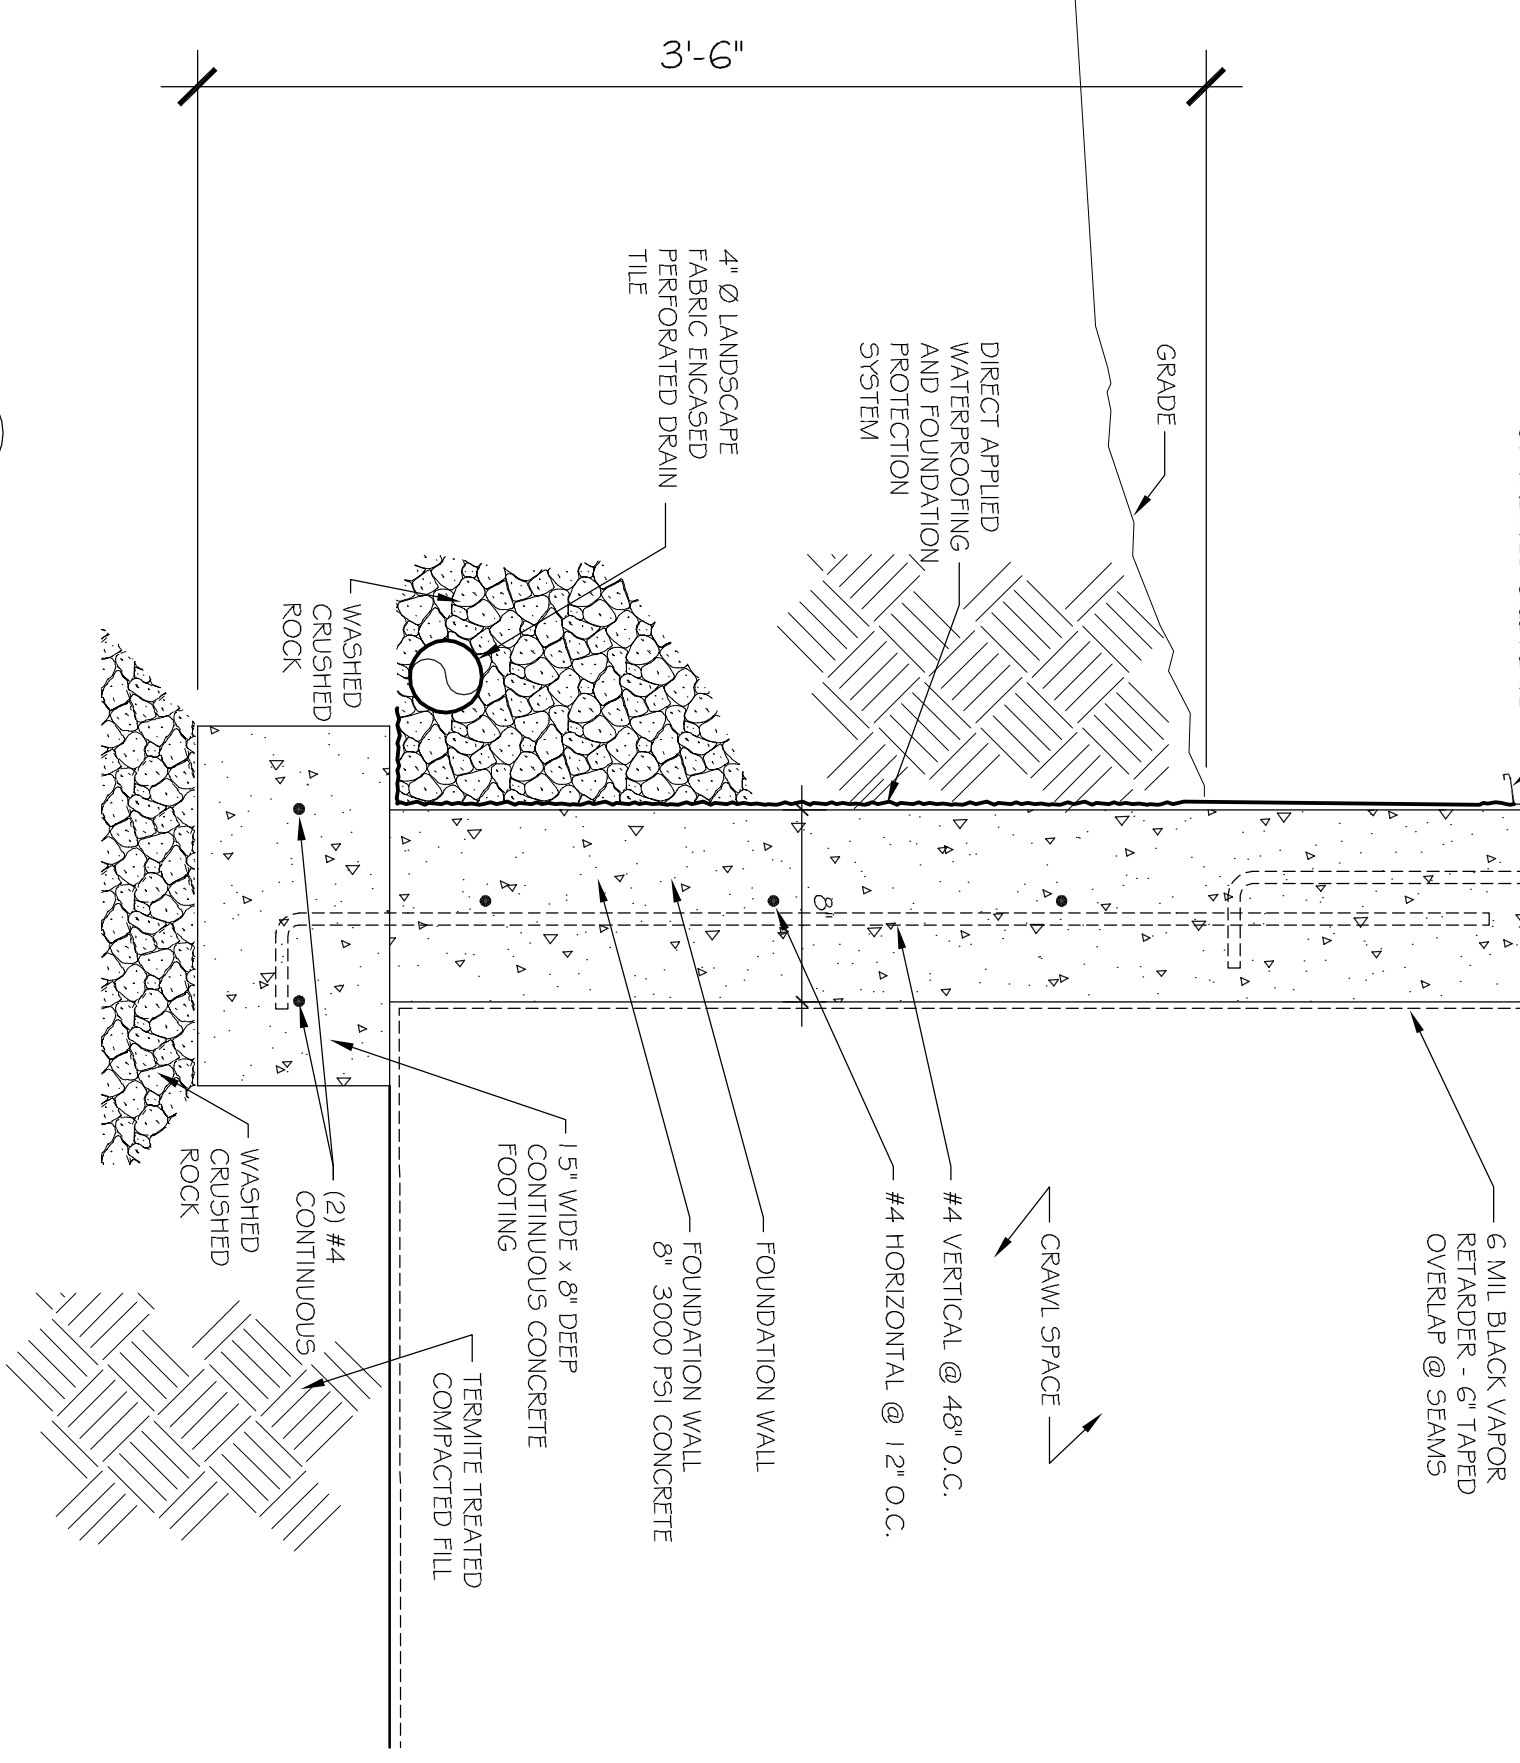 3'-6"
GRADE
DIRECT APPLIED
WATERPROOFING
AND FOUNDATION
PROTECTION
SYSTEM
4" Ø LANDSCAPE
FABRIC ENCASED
PERFORATED DRAIN
TILE
WASHED
CRUSHED
ROCK
8"
6 MIL BLACK VAPOR
RETARDER - 6" TAPED
OVERLAP @ SEAMS
CRAWL SPACE
#4 VERTICAL @ 48" O.C.
#4 HORIZONTAL @ 12" O.C.
FOUNDATION WALL
FOUNDATION WALL
8" 3000 PSI CONCRETE
15" WIDE x 8" DEEP
CONTINUOUS CONCRETE
FOOTING
TERMITE TREATED
COMPACTED FILL
(2) #4
CONTINUOUS
WASHED
CRUSHED
ROCK